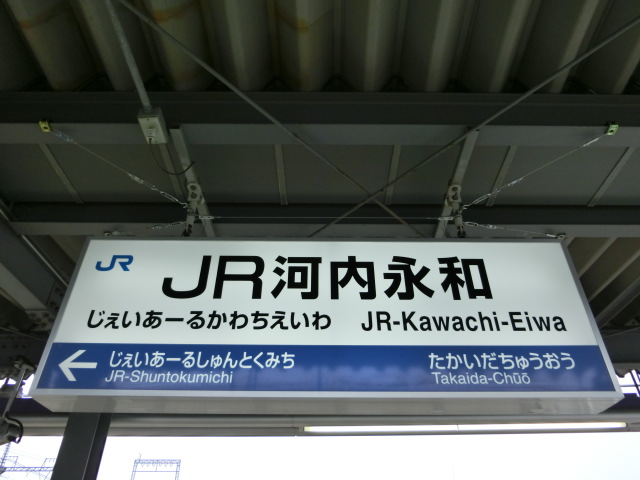 JR JR河内永和
じぇいあーるかわちえいわ JR-Kawachi-Eiwa
← じぇいあーるしゅんとくみち たかいだちゅうおう
JR-Shuntokumichi Takaida-Chūō